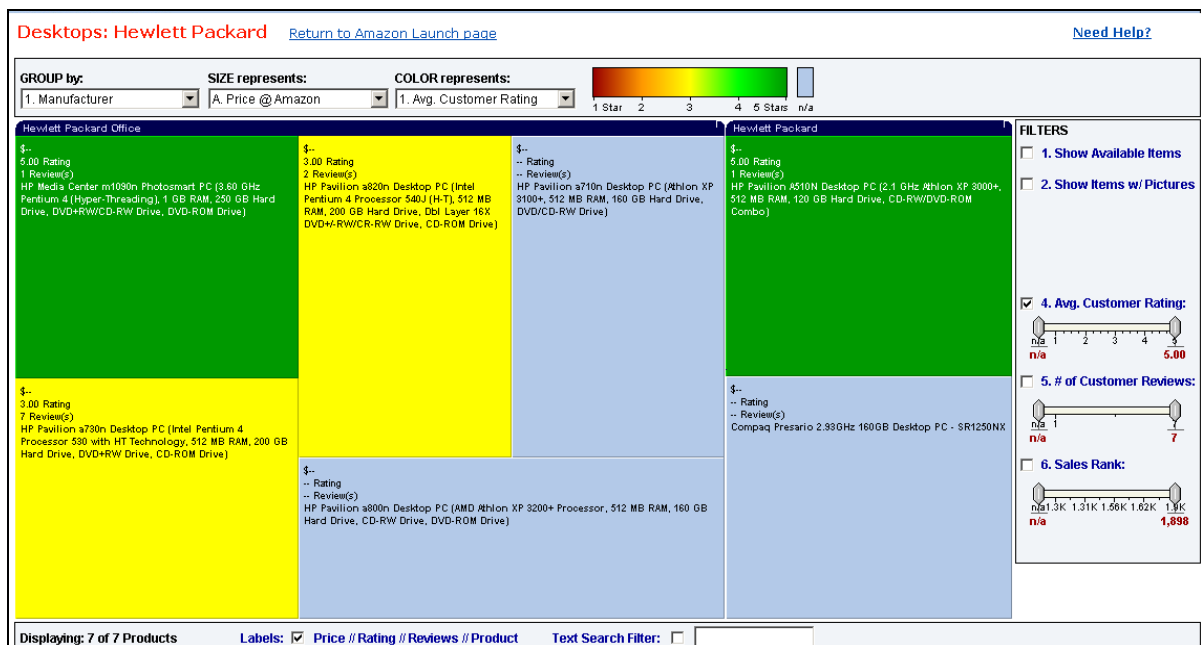 Desktops: Hewlett Packard Return to Amazon Launch page Need Help?
GROUP by: SIZE represents: COLOR represents:
1. Manufacturer A. Price @ Amazon 1. Avg. Customer Rating
1 Star 2 3 4 5 Stars n/a
Hewlett Packard Office
$--
5.00 Rating
1 Review(s)
HP Media Center m1090n Photosmart PC (3.60 GHz
Pentium 4 (Hyper-Threading), 1 GB RAM, 250 GB Hard
Drive, DVD+RW/CD-RW Drive, DVD-ROM Drive)
$--
3.00 Rating
2 Review(s)
HP Pavilion a820n Desktop PC (Intel
Pentium 4 Processor 540J (H-T), 512 MB
RAM, 200 GB Hard Drive, Dbl Layer 16X
DVD+/-RW/CR-RW Drive, CD-ROM Drive)
$--
-- Rating
-- Review(s)
HP Pavilion a710n Desktop PC (Athlon XP
3100+, 512 MB RAM, 160 GB Hard Drive,
DVD/CD-RW Drive)
$--
3.00 Rating
7 Review(s)
HP Pavilion a730n Desktop PC (Intel Pentium 4
Processor 530 with HT Technology, 512 MB RAM, 200 GB
Hard Drive, DVD+RW Drive, CD-ROM Drive)
$--
-- Rating
-- Review(s)
HP Pavilion a800n Desktop PC (AMD Athlon XP 3200+ Processor, 512 MB RAM, 160 GB
Hard Drive, CD-RW Drive, DVD-ROM Drive)
Hewlett Packard
$--
5.00 Rating
1 Review(s)
HP Pavilion A510N Desktop PC (2.1 GHz Athlon XP 3000+,
512 MB RAM, 120 GB Hard Drive, CD-RW/DVD-ROM
Combo)
$--
-- Rating
-- Review(s)
Compaq Presario 2.93GHz 160GB Desktop PC - SR1250NX
FILTERS
1. Show Available Items
2. Show Items w/ Pictures
4. Avg. Customer Rating:
n/a 1 2 3 4 5
n/a 5.00
5. # of Customer Reviews:
n/a 1 7
n/a 7
6. Sales Rank:
n/a 1.3K 1.31K 1.56K 1.62K 1.9K
n/a 1,898
Displaying: 7 of 7 Products Labels: Price // Rating // Reviews // Product Text Search Filter: